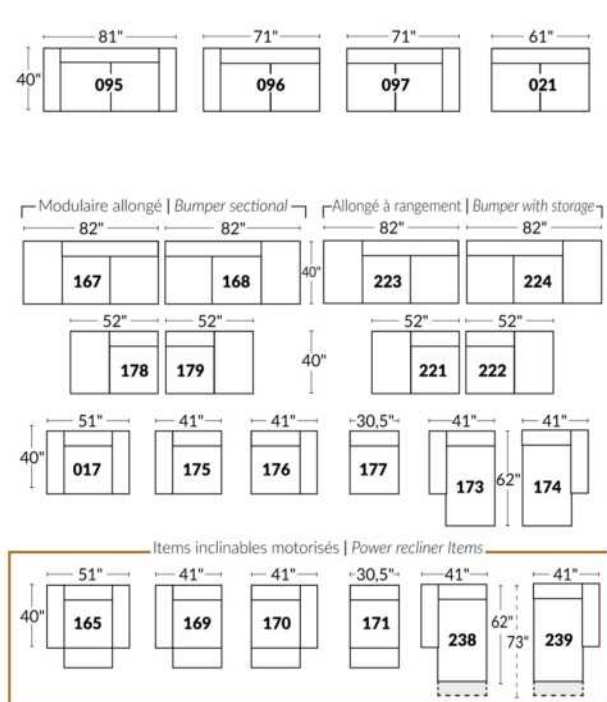 81" 71" 71" 61"
40" 095 096 097 021
Modulaire allongé | Bumper sectional Allongé à rangement | Bumper with storage
82" 82" 82" 82"
167 168 40" 223 224
52" 52" 52" 52"
178 179 40" 221 222
51" 41" 41" 30,5" 41" 41"
40" 017 175 176 177 173 62" 174
Items inclinables motorisés | Power recliner Items
51" 41" 41" 30,5" 41" 41"
40" 165 169 170 171 238 62" 73" 239